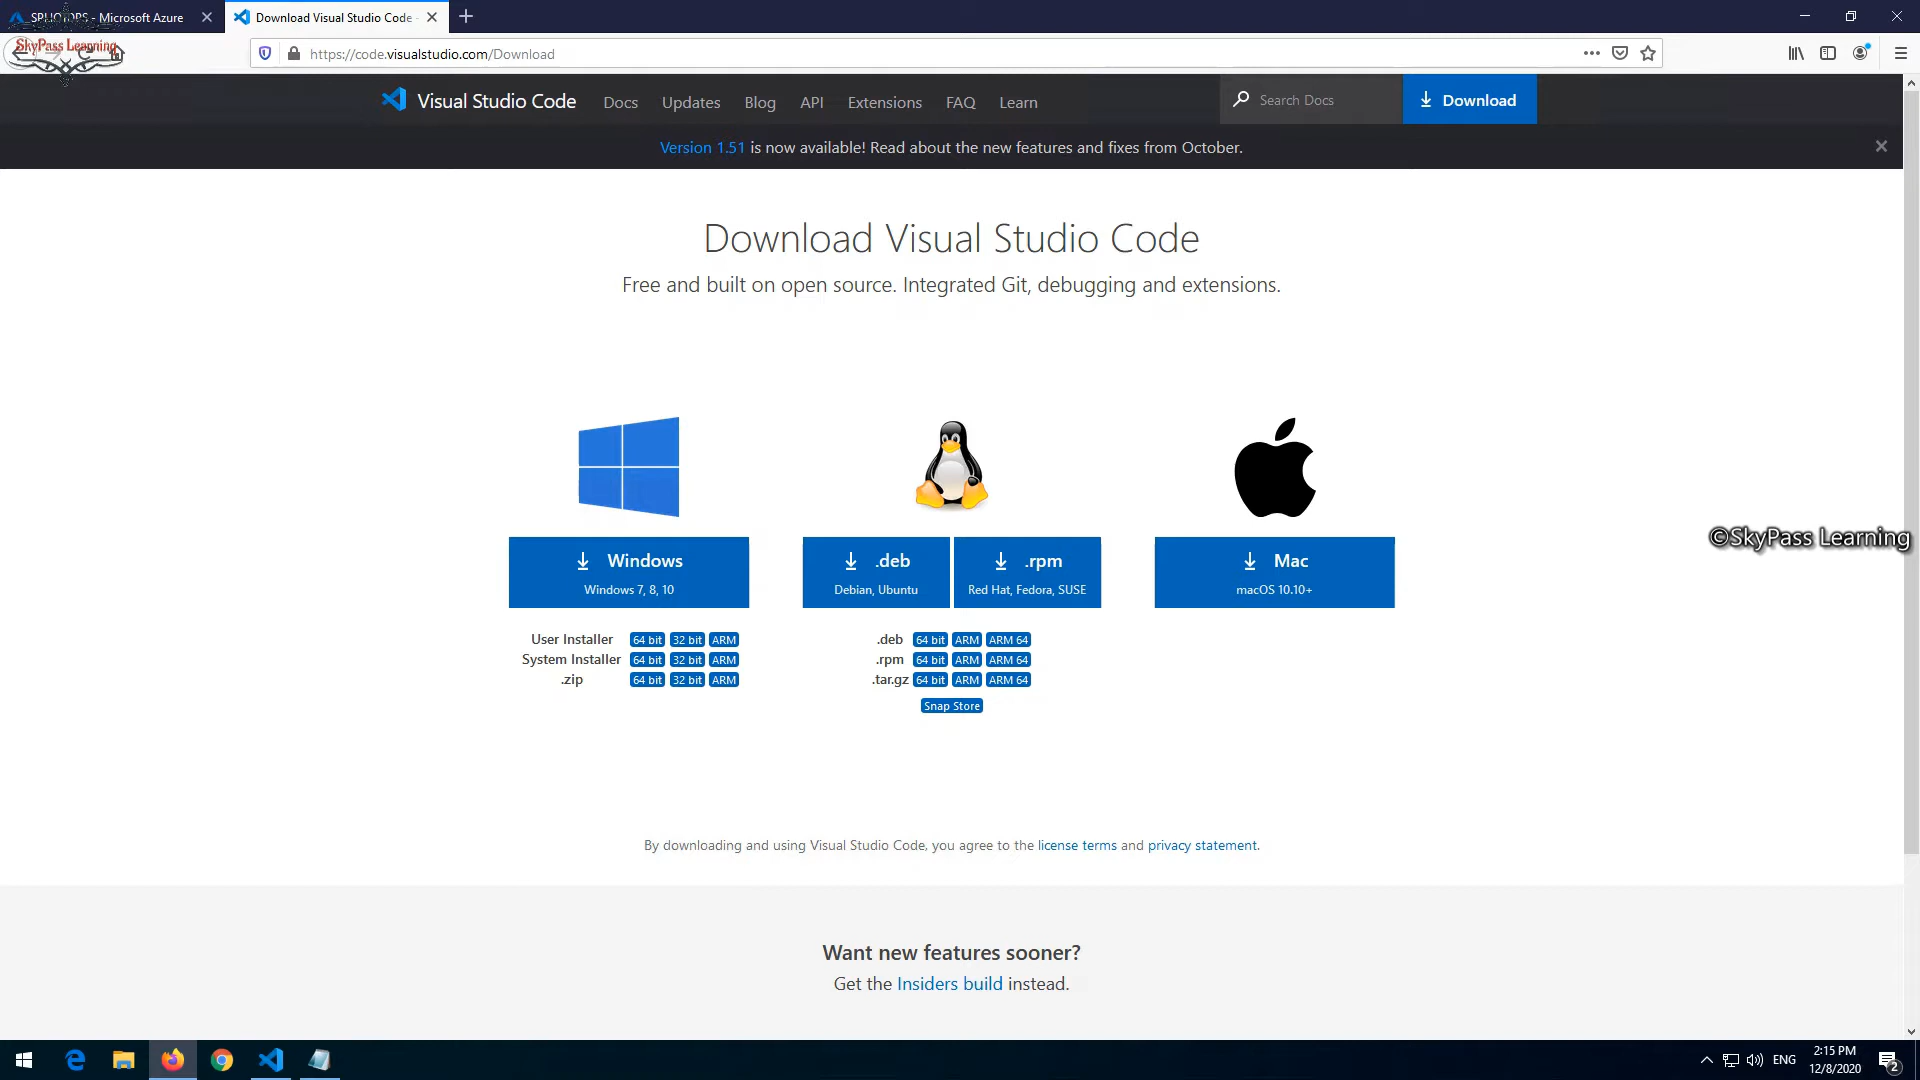 - Microsoft Azure
Download Visual Studio Code -
SkyPass Learning
https://code.visualstudio.com/Download
Visual Studio Code
Docs
Updates
Blog
API
Extensions
FAQ
Learn
Search Docs
Download
Version 1.51 is now available! Read about the new features and fixes from October.
Download Visual Studio Code
Free and built on open source. Integrated Git, debugging and extensions.
©SkyPass Learning
Windows
Windows 7, 8, 10
.deb
Debian, Ubuntu
.rpm
Red Hat, Fedora, SUSE
Mac
macOS 10.10+
User Installer 64 bit 32 bit ARM
System Installer 64 bit 32 bit ARM
.zip 64 bit 32 bit ARM
.deb 64 bit ARM ARM 64
.rpm 64 bit ARM ARM 64
.tar.gz 64 bit ARM ARM 64
Snap Store
By downloading and using Visual Studio Code, you agree to the license terms and privacy statement.
Want new features sooner?
Get the Insiders build instead.
ENG
2:15 PM
12/8/2020
2